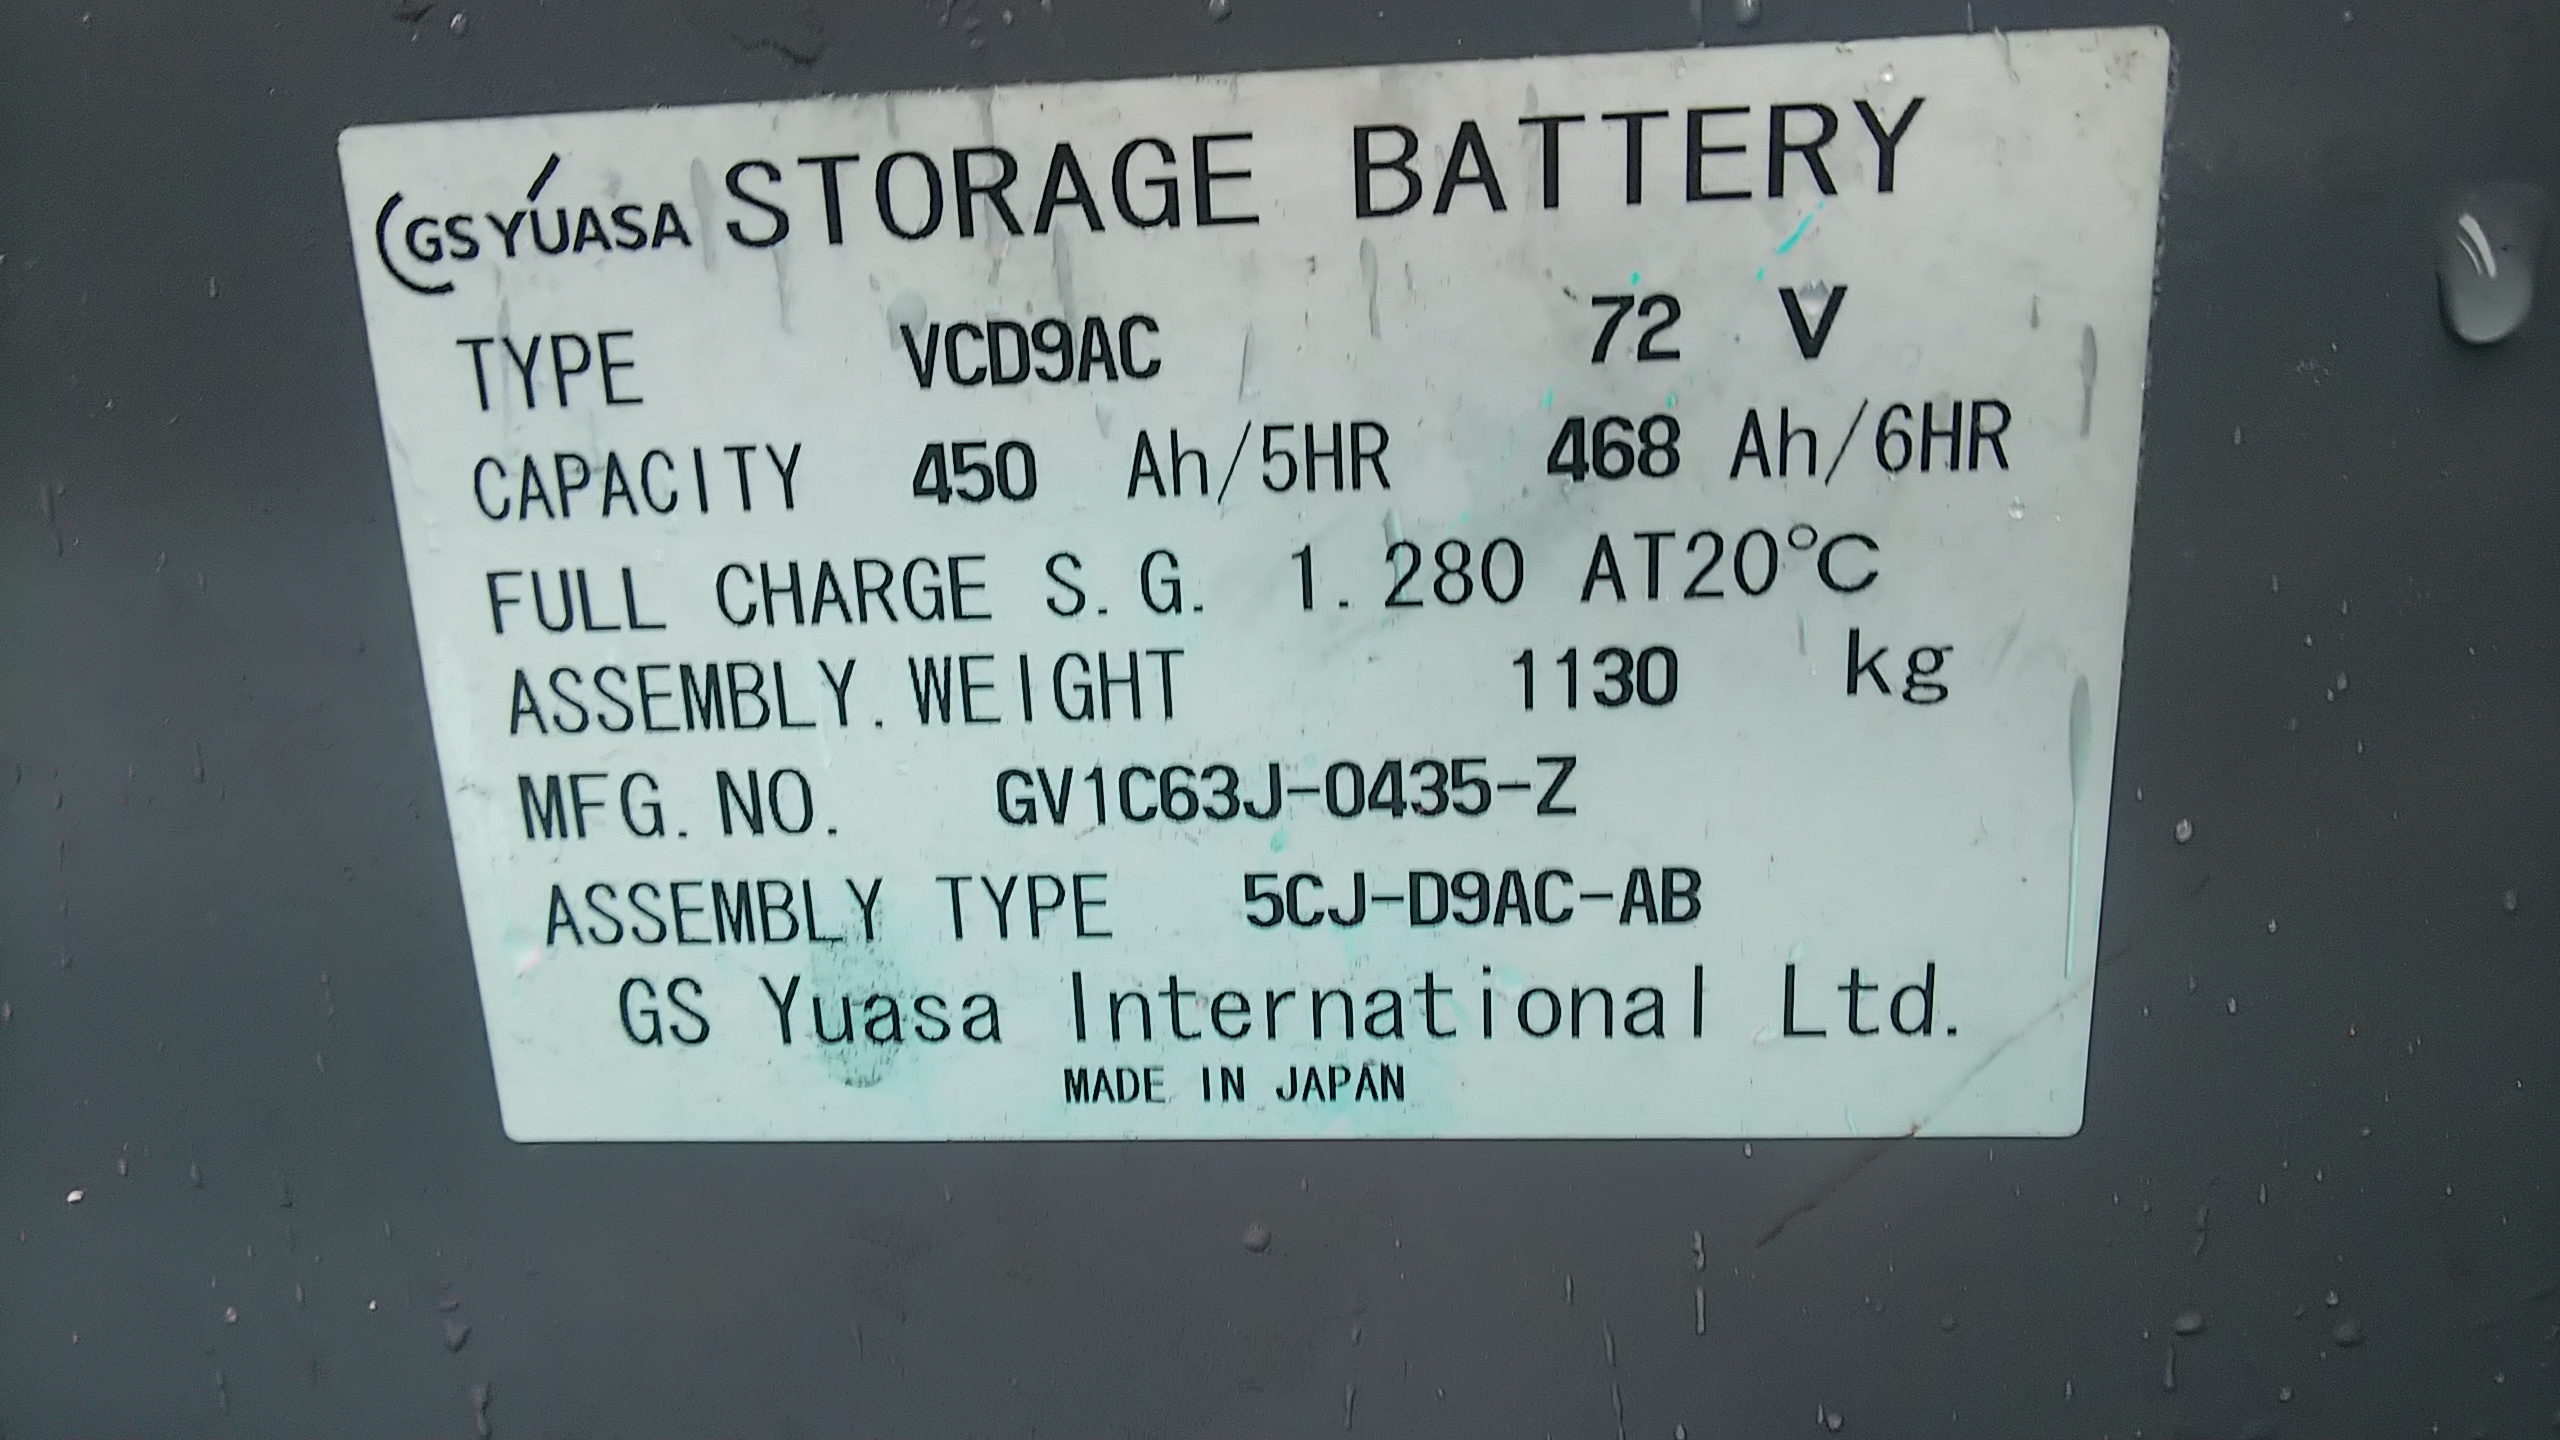 GS YUASA STORAGE BATTERY
TYPE VCD9AC 72 V
CAPACITY 450 Ah/5HR 468 Ah/6HR
FULL CHARGE S.G. 1.280 AT20℃
ASSEMBLY.WEIGHT 1130 kg
MFG.NO. GV1C63J-0435-Z
ASSEMBLY TYPE 5CJ-D9AC-AB
GS Yuasa International Ltd.
MADE IN JAPAN